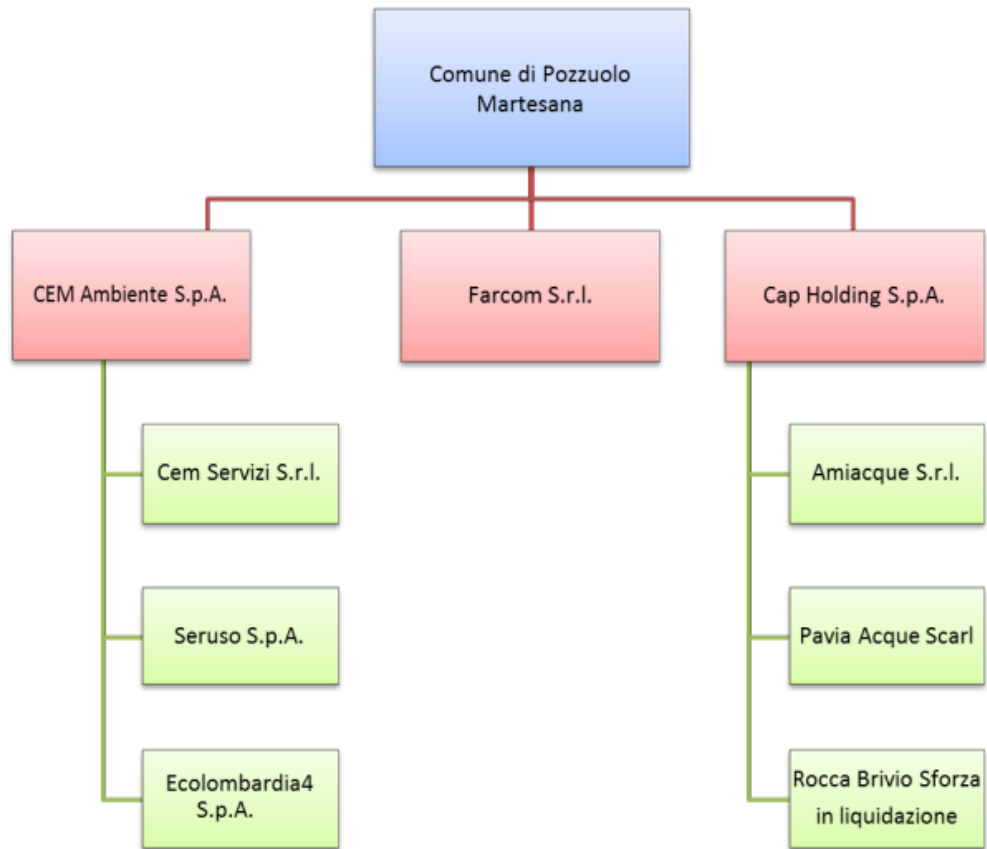 Comune di Pozzuolo
Martesana
CEM Ambiente S.p.A.
Farcom S.r.l.
Cap Holding S.p.A.
Cem Servizi S.r.l.
Seruso S.p.A.
Ecolombardia4
S.p.A.
Amiacque S.r.l.
Pavia Acque Scarl
Rocca Brivio Sforza
in liquidazione